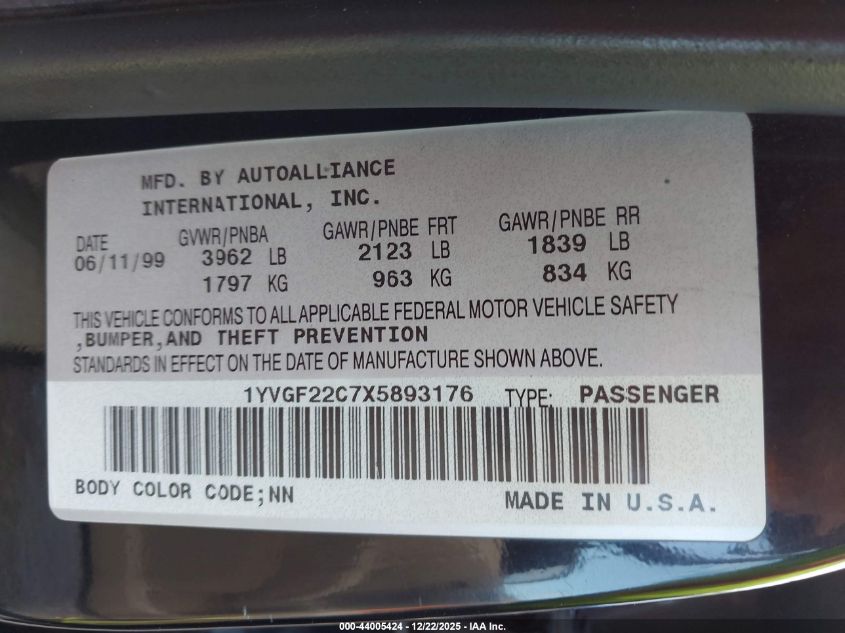 MFD. BY AUTOALLIANCE
INTERNATIONAL, INC.
DATE GVWR/PNBA GAWR/PNBE FRT GAWR/PNBE RR
06/11/99 3962 LB 2123 LB 1839 LB
1797 KG 963 KG 834 KG
THIS VEHICLE CONFORMS TO ALL APPLICABLE FEDERAL MOTOR VEHICLE SAFETY
,BUMPER,AND THEFT PREVENTION
STANDARDS IN EFFECT ON THE DATE OF MANUFACTURE SHOWN ABOVE.
1YVGF22C7X5893176 TYPE: PASSENGER
BODY COLOR CODE;NN MADE IN U.S.A.
000-44005424 - 12/22/2025 - IAA Inc.